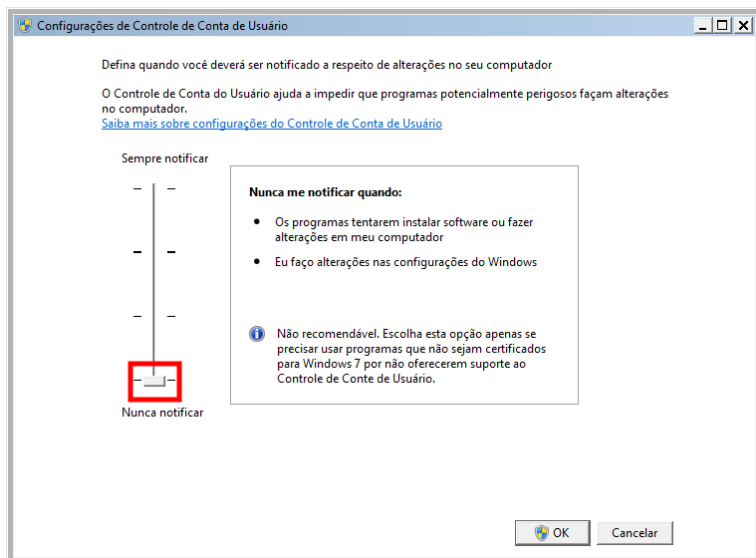 Configurações de Controle de Conta de Usuário
Defina quando você deverá ser notificado a respeito de alterações no seu computador
O Controle de Conta do Usuário ajuda a impedir que programas potencialmente perigosos façam alterações
no computador.
Saiba mais sobre configurações do Controle de Conta de Usuário
Sempre notificar
Nunca me notificar quando:
Os programas tentarem instalar software ou fazer
alterações em meu computador
Eu faço alterações nas configurações do Windows
Não recomendável. Escolha esta opção apenas se
precisar usar programas que não sejam certificados
para Windows 7 por não oferecerem suporte ao
Controle de Conte de Usuário.
Nunca notificar
OK
Cancelar